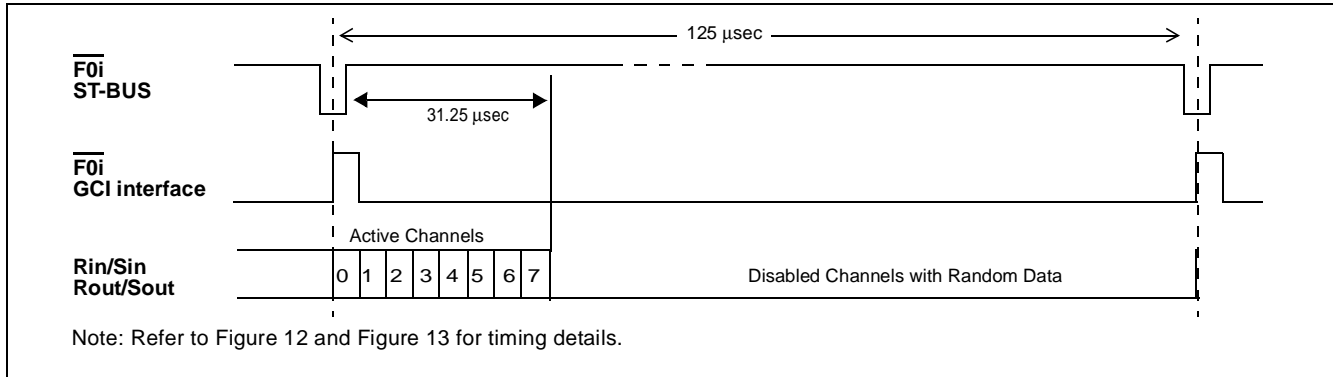 125 µsec
F0i
ST-BUS
31.25 µsec
F0i
GCI interface
Active Channels
Rin/Sin
Rout/Sout
0 1 2 3 4 5 6 7
Disabled Channels with Random Data
Note: Refer to Figure 12 and Figure 13 for timing details.